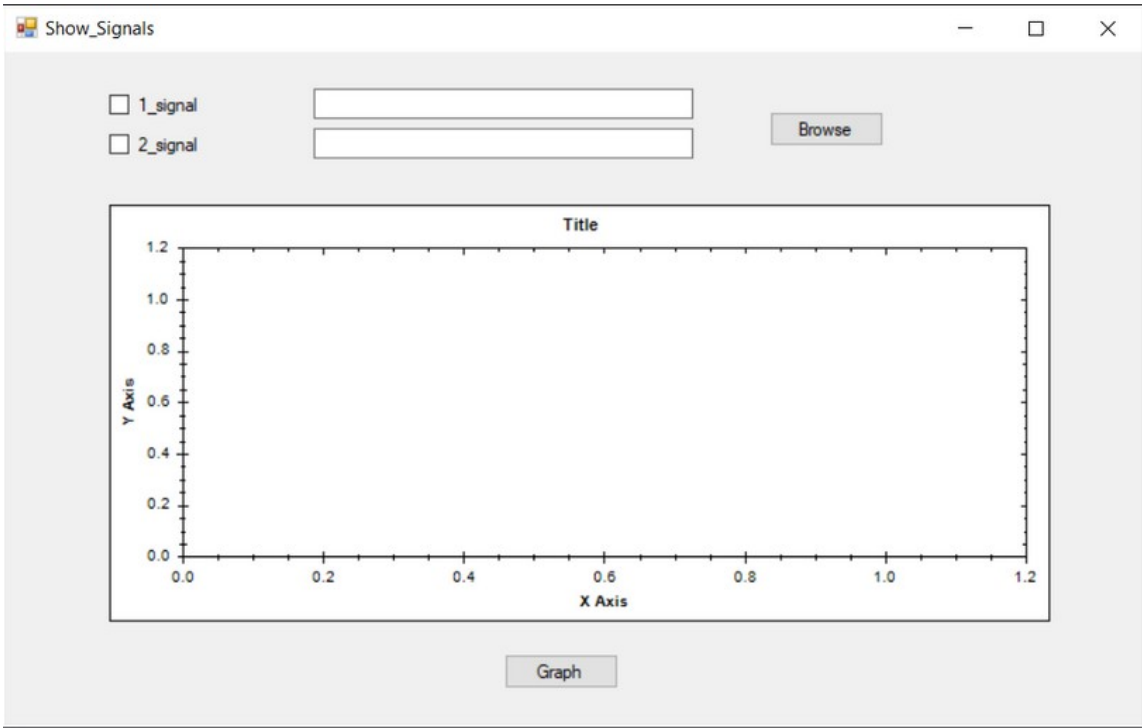 Show_Signals
1_signal
2_signal
Browse
Title
1.2
1.0
0.8
0.6
0.4
0.2
0.0
Y Axis
0.0 0.2 0.4 0.6 0.8 1.0 1.2
X Axis
Graph